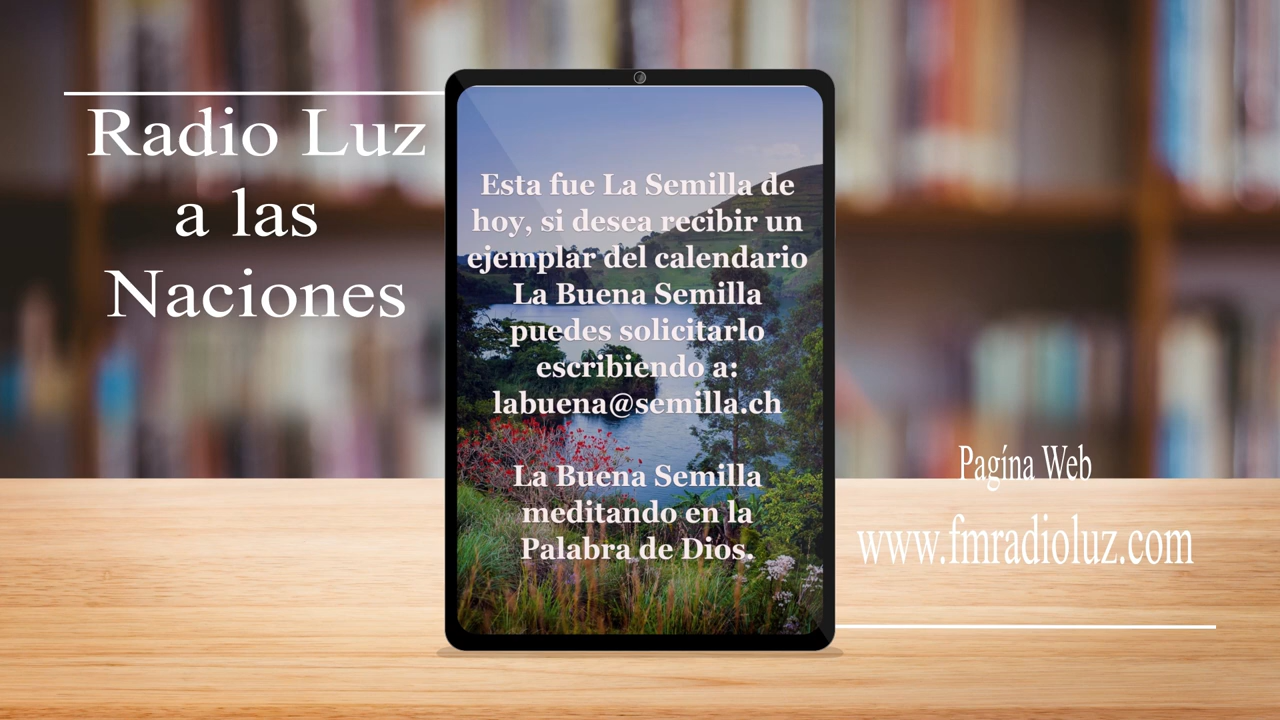 Radio Luz
a las
Naciones
Esta fue La Semilla de
hoy, si desea recibir un
ejemplar del calendario
La Buena Semilla
puedes solicitarlo
escribiendo a:
labuena@semilla.ch
La Buena Semilla
meditando en la
Palabra de Dios.
Pagína Web
www.fmradioluz.com